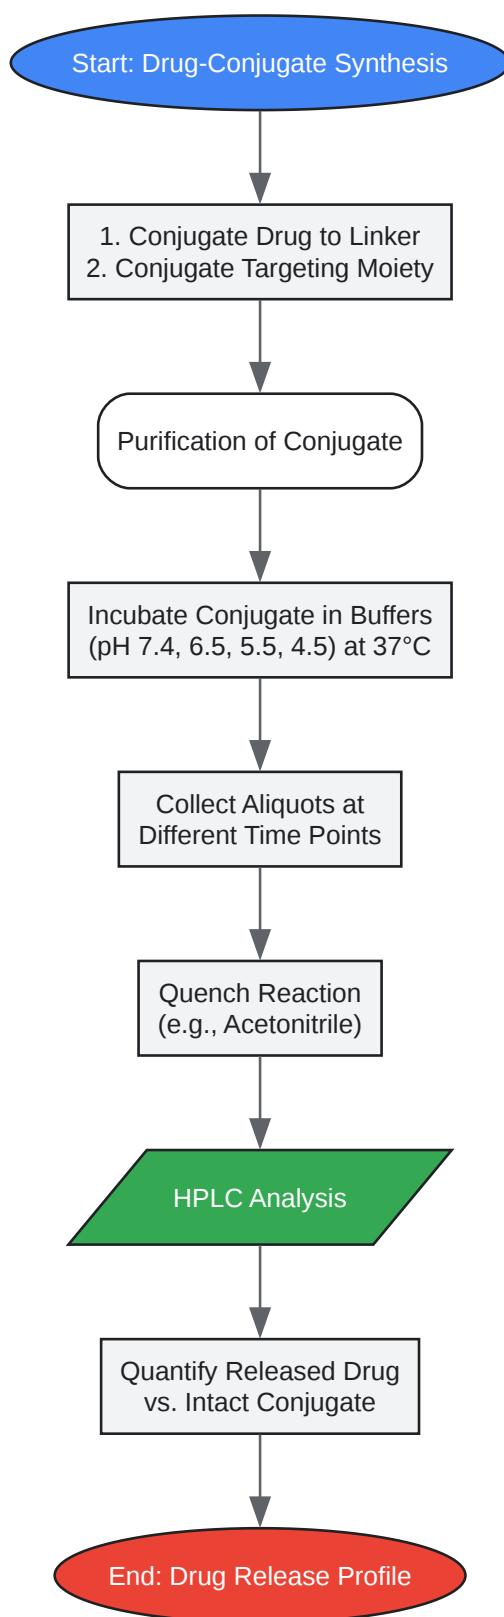 Start: Drug-Conjugate Synthesis
1. Conjugate Drug to Linker
2. Conjugate Targeting Moiety
Purification of Conjugate
Incubate Conjugate in Buffers
(pH 7.4, 6.5, 5.5, 4.5) at 37°C
Collect Aliquots at
Different Time Points
Quench Reaction
(e.g., Acetonitrile)
HPLC Analysis
Quantify Released Drug
vs. Intact Conjugate
End: Drug Release Profile